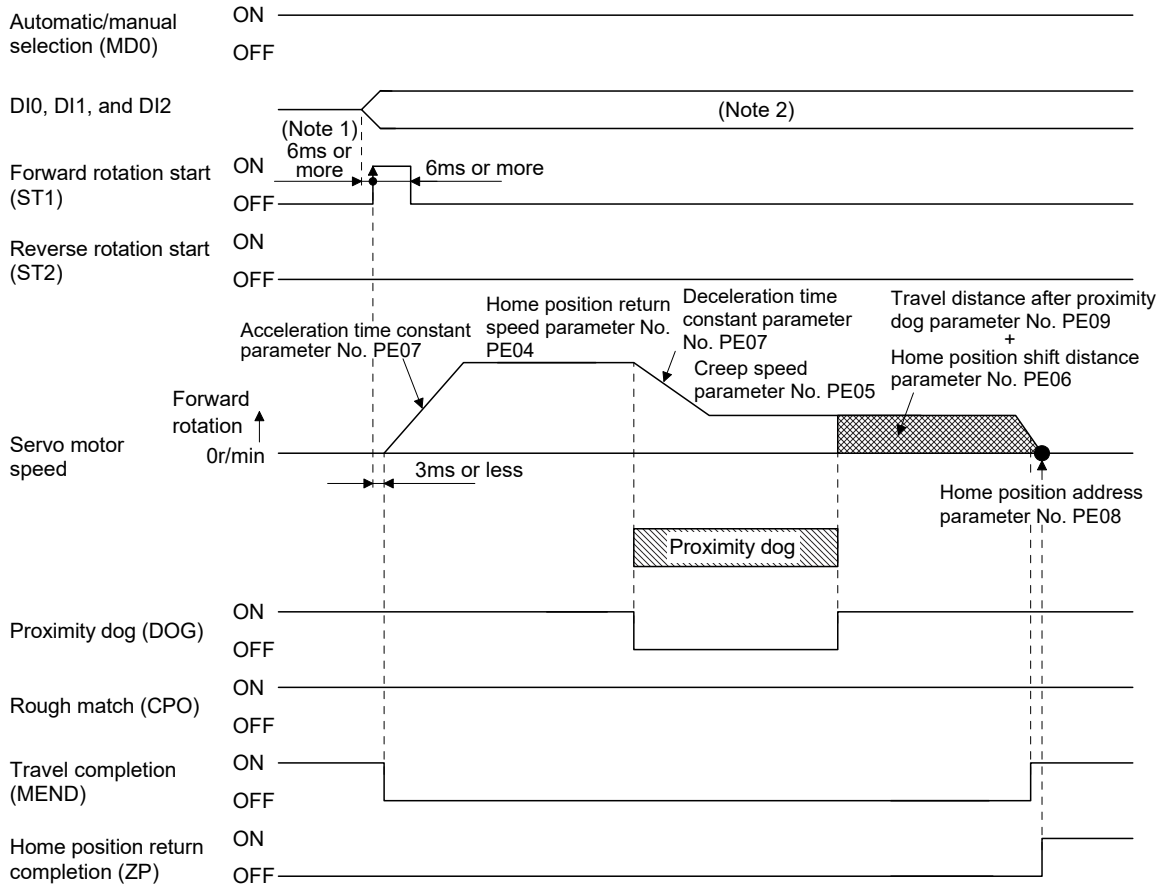 Automatic/manual
selection (MD0)
ON
OFF
DI0, DI1, and DI2
(Note 2)
(Note 1)
6ms or
more
6ms or more
Forward rotation start
(ST1)
ON
OFF
Reverse rotation start
(ST2)
ON
OFF
Acceleration time constant
parameter No. PE07
Home position return
speed parameter No.
PE04
Deceleration time
constant parameter
No. PE07
Creep speed
parameter No. PE05
Travel distance after proximity
dog parameter No. PE09
+
Home position shift distance
parameter No. PE06
Forward
rotation
Servo motor
speed
0r/min
3ms or less
Home position address
parameter No. PE08
Proximity dog
Proximity dog (DOG)
ON
OFF
Rough match (CPO)
ON
OFF
Travel completion
(MEND)
ON
OFF
Home position return
completion (ZP)
ON
OFF